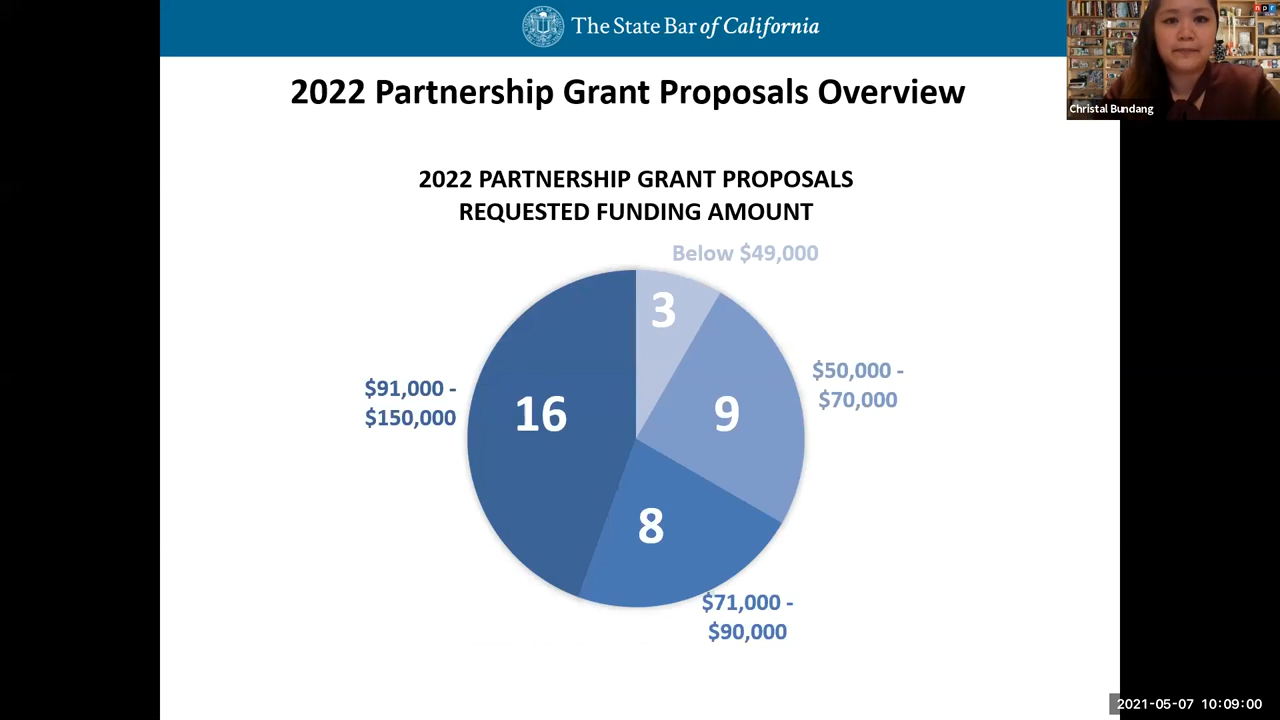 The State Bar of California
npr
Christal Bundang
2022 Partnership Grant Proposals Overview
2022 PARTNERSHIP GRANT PROPOSALS
REQUESTED FUNDING AMOUNT
Below $49,000
3
$50,000 -
$70,000
9
$91,000 -
$150,000
16
8
$71,000 -
$90,000
2021-05-07 10:09:00